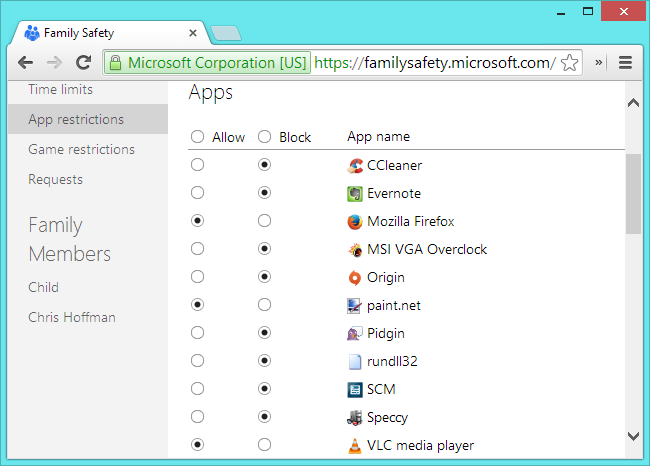 Family Safety
Microsoft Corporation [US] https://familysafety.microsoft.com/
Time limits
App restrictions
Game restrictions
Requests
Family
Members
Child
Chris Hoffman
Apps
Allow Block App name
CCleaner
Evernote
Mozilla Firefox
MSI VGA Overclock
Origin
paint.net
Pidgin
rundll32
SCM
Speccy
VLC media player